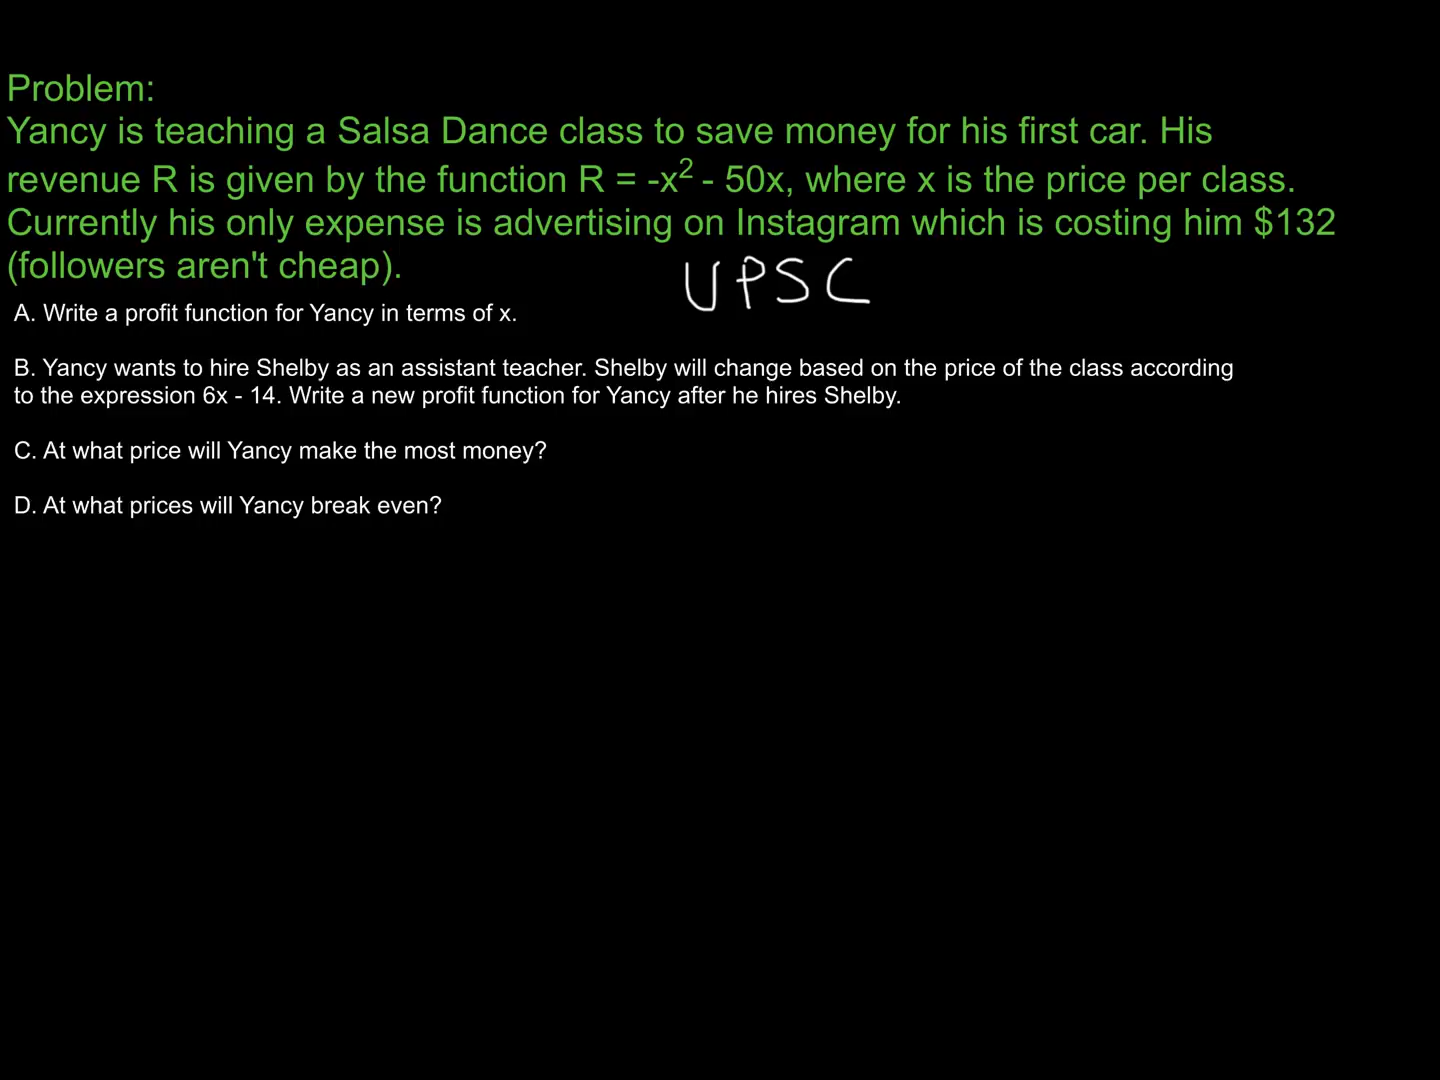 Problem:
Yancy is teaching a Salsa Dance class to save money for his first car. His
revenue R is given by the function R = -x² - 50x, where x is the price per class.
Currently his only expense is advertising on Instagram which is costing him $132
(followers aren't cheap).
UPSC
A. Write a profit function for Yancy in terms of x.
B. Yancy wants to hire Shelby as an assistant teacher. Shelby will change based on the price of the class according
to the expression 6x - 14. Write a new profit function for Yancy after he hires Shelby.
C. At what price will Yancy make the most money?
D. At what prices will Yancy break even?